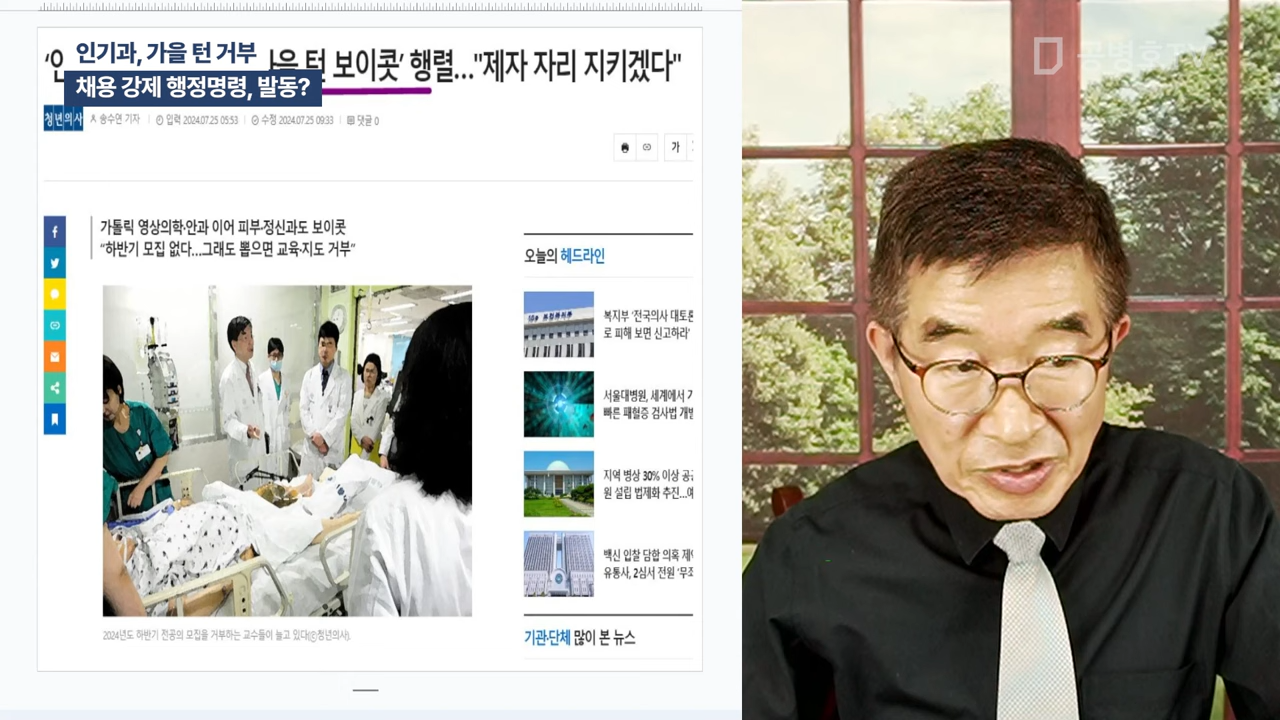 인기과, 가을 턴 거부
채용 강제 행정명령, 발동?
턴 보이콧’ 행렬..."제자 자리 지키겠다"
청년의사
송수연 기자
입력 2024.07.25 05:53
수정 2024.07.25 09:33
댓글 0
가
가톨릭 영상의학·안과 이어 피부·정신과도 보이콧
“하반기 모집 없다…그래도 뽑으면 교육·지도 거부”
오늘의 헤드라인
복지부 ‘전국의사 대토론
로 피해 보면 신고하라’
서울대병원, 세계에서
빠른 패혈증 검사법 개발
지역 병상 30% 이상 공
원 설립 법제화 추진…예
백신 입찰 담합 의혹
유통사, 2심서 전원 ‘무죄
2024년도 하반기 전공의 모집을 거부하는 교수들이 늘고 있다(ⓒ청년의사).
기관·단체 많이 본 뉴스
공병호TV